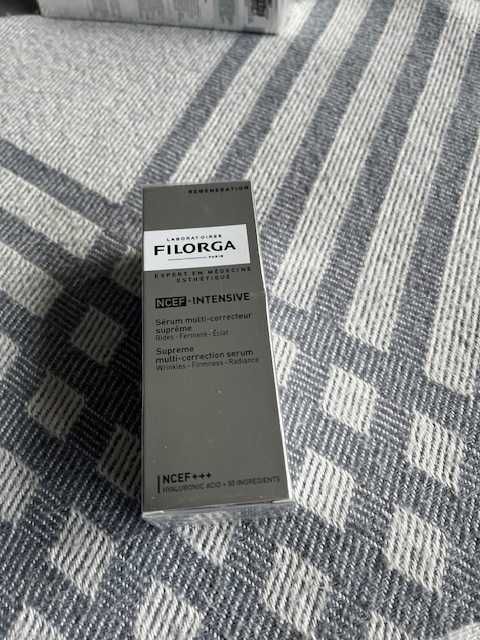 REGENERATION
LABORATOIRES
FILORGA
PARIS
EXPERT EN MÉDECINE
ESTHÉTIQUE
NCEF-INTENSIVE
Sérum multi-correcteur
suprême
Rides - Fermeté - Éclat
Supreme
multi-correction serum
Wrinkles - Firmness - Radiance
NCEF+++
HYALURONIC ACID + 50 INGREDIENTS